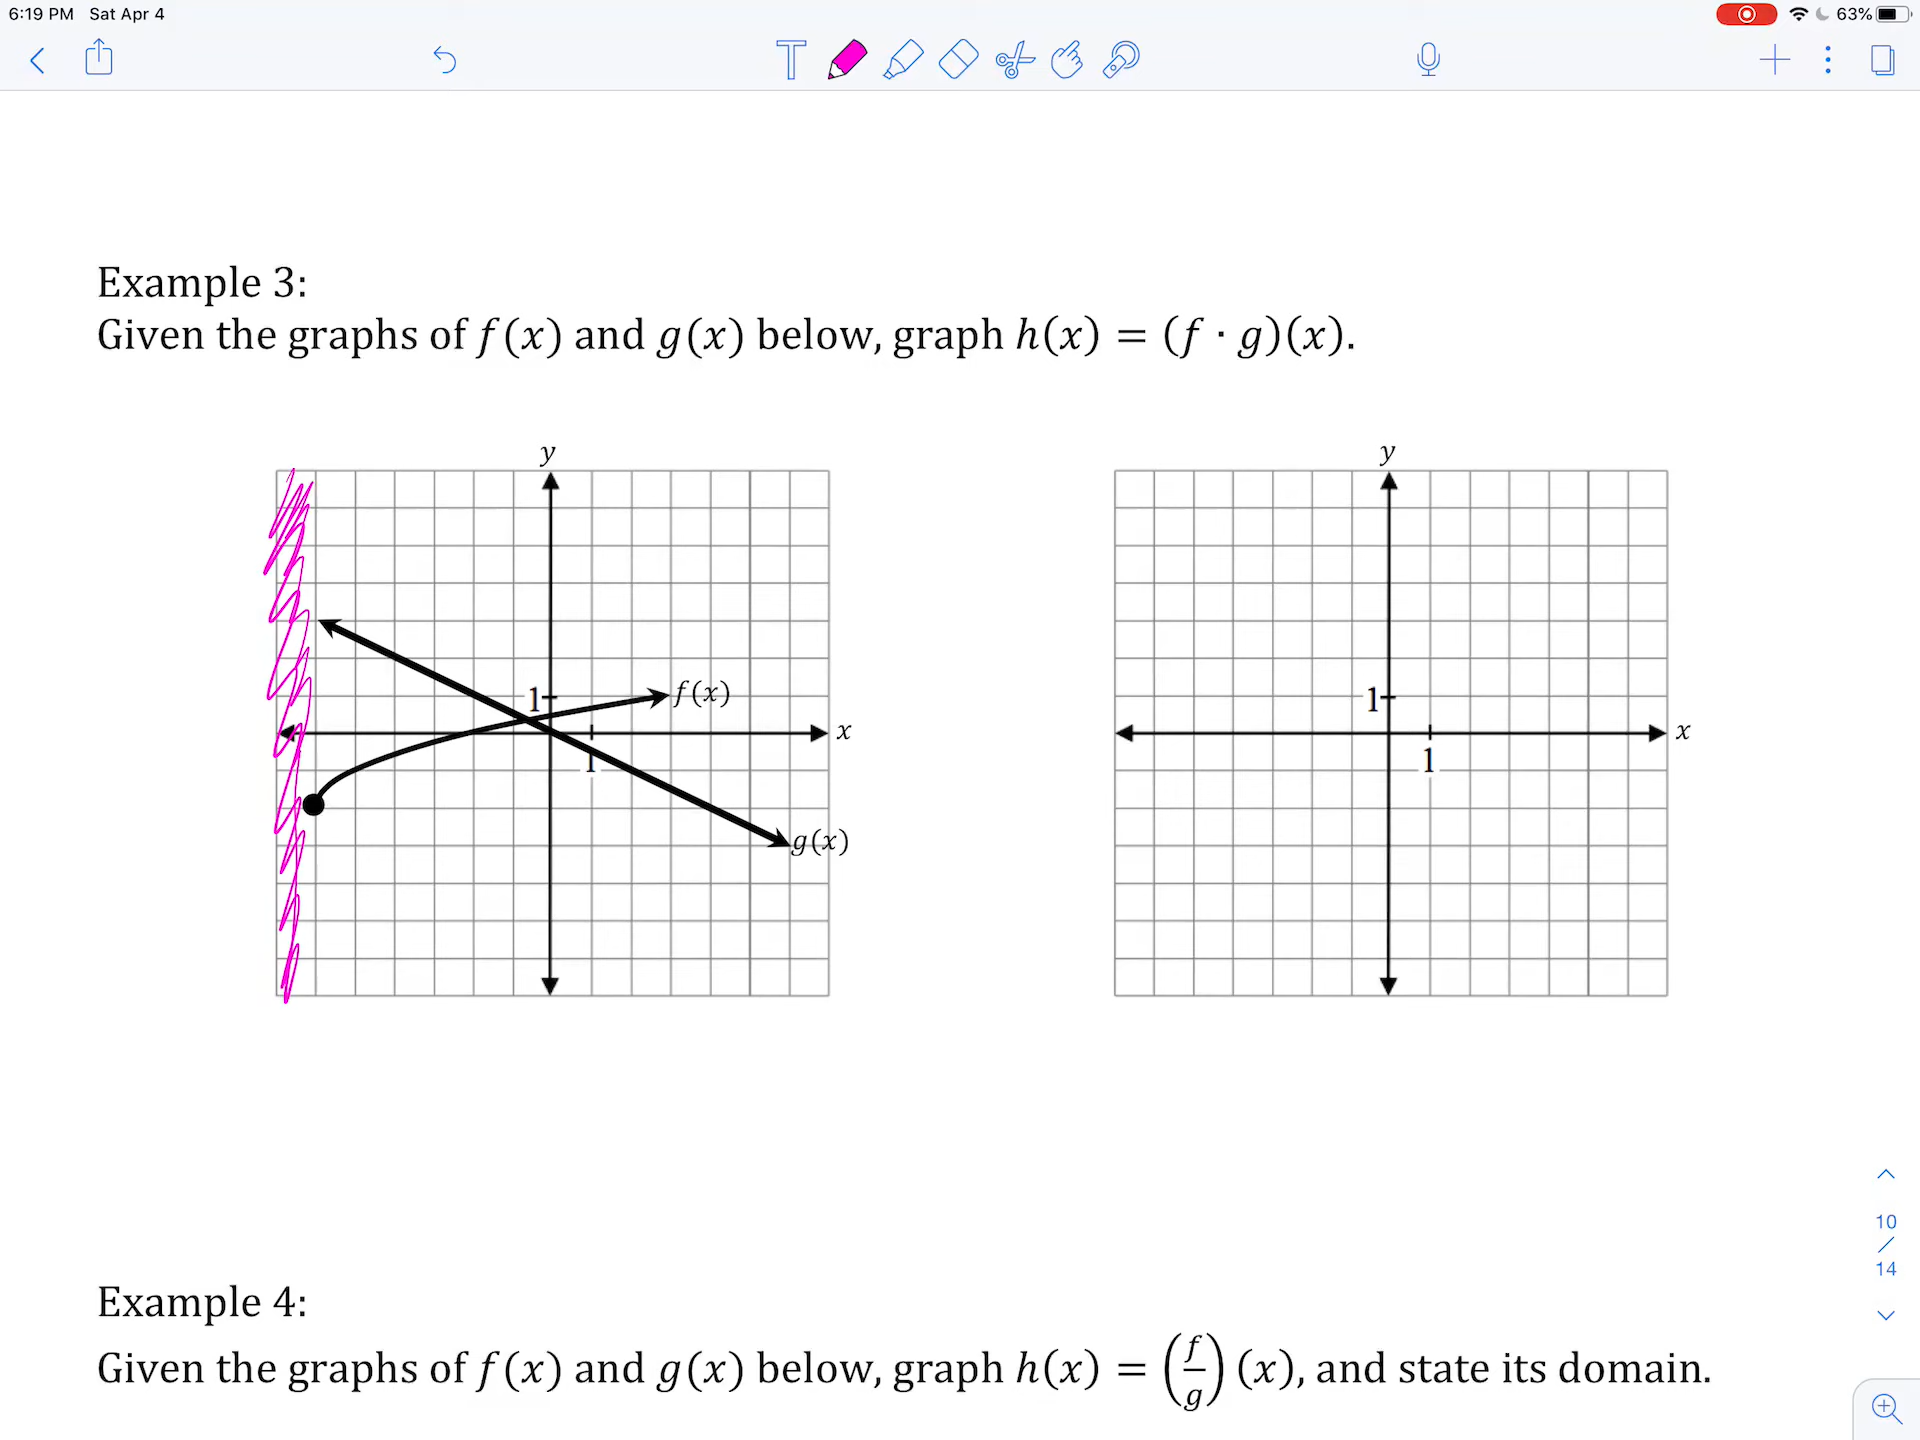 6:19 PM Sat Apr 4 63%
T
Example 3:
Given the graphs of f(x) and g(x) below, graph h(x) = (f · g)(x).
y y
1 f(x) 1
x x
1 1
g(x)
10
/
14
Example 4:
Given the graphs of f(x) and g(x) below, graph h(x) = (f/g)(x), and state its domain.